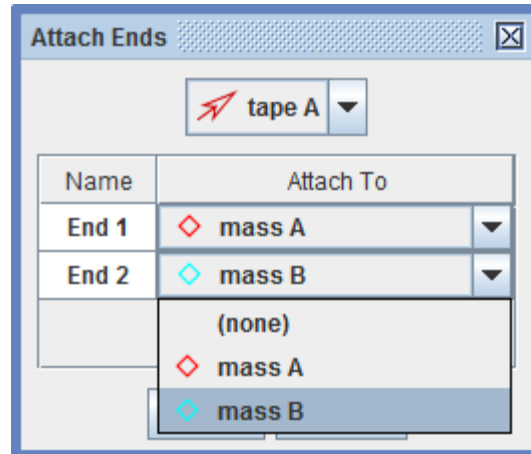 Attach Ends
tape A
Name Attach To
End 1 mass A
End 2 mass B
(none)
mass A
mass B